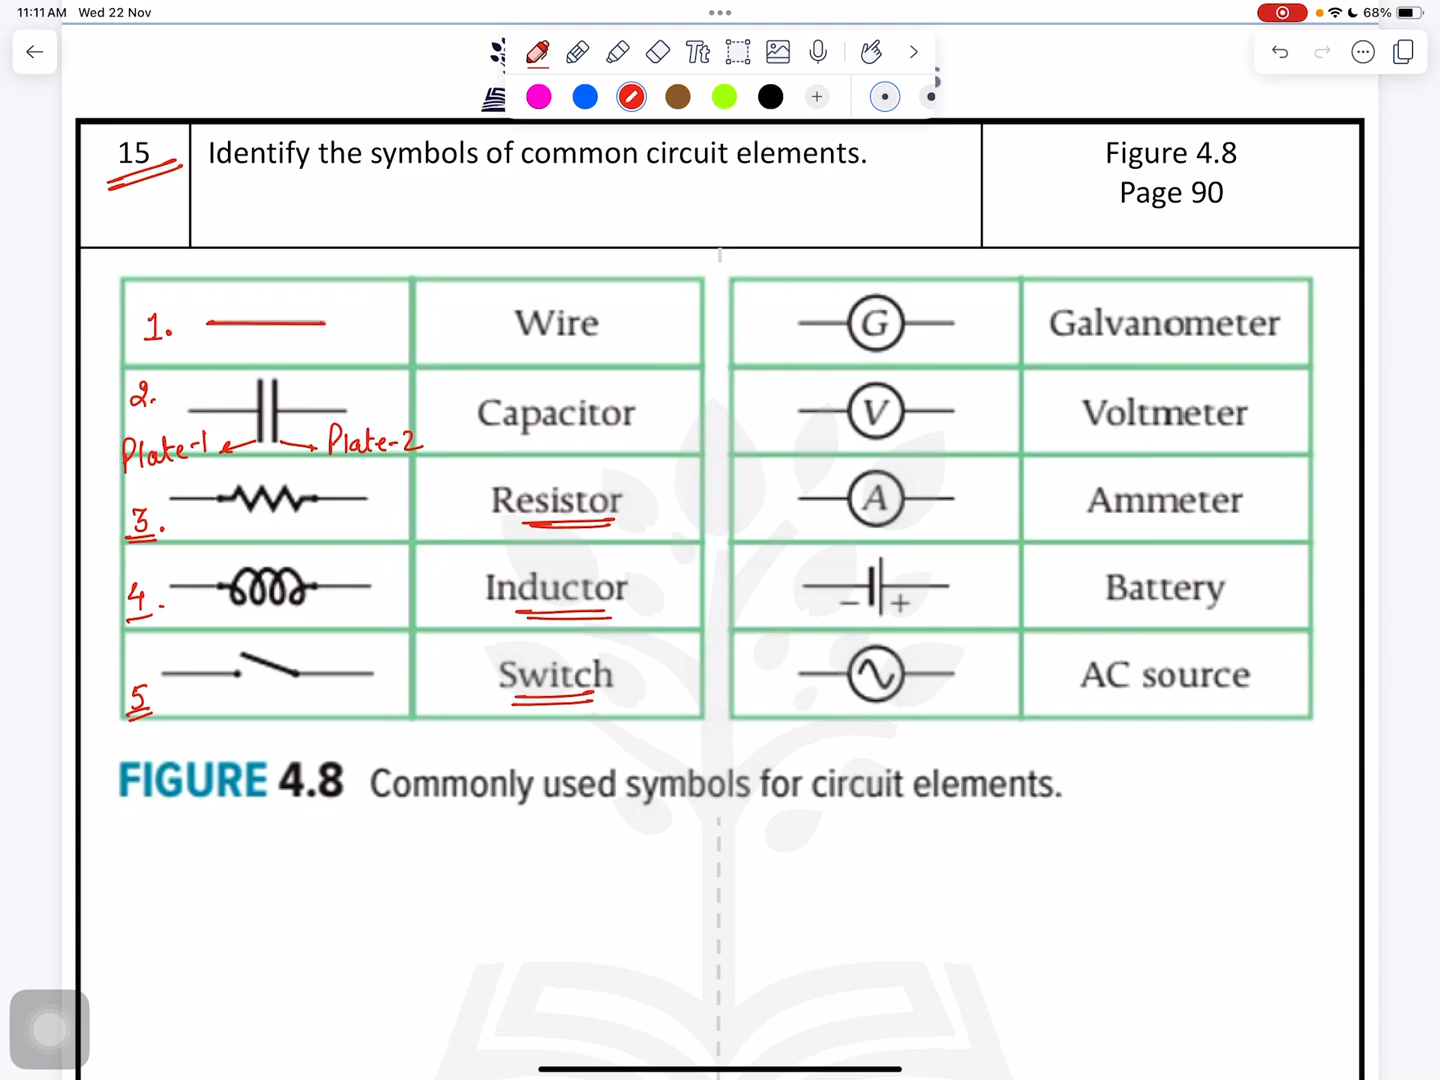 11:11 AM Wed 22 Nov
68%
Tt
15
Identify the symbols of common circuit elements.
Figure 4.8
Page 90
1.
Wire
G
Galvanometer
2.
Plate-1
Plate-2
Capacitor
V
Voltmeter
3.
Resistor
A
Ammeter
4.
Inductor
− +
Battery
5
Switch
AC source
FIGURE 4.8 Commonly used symbols for circuit elements.